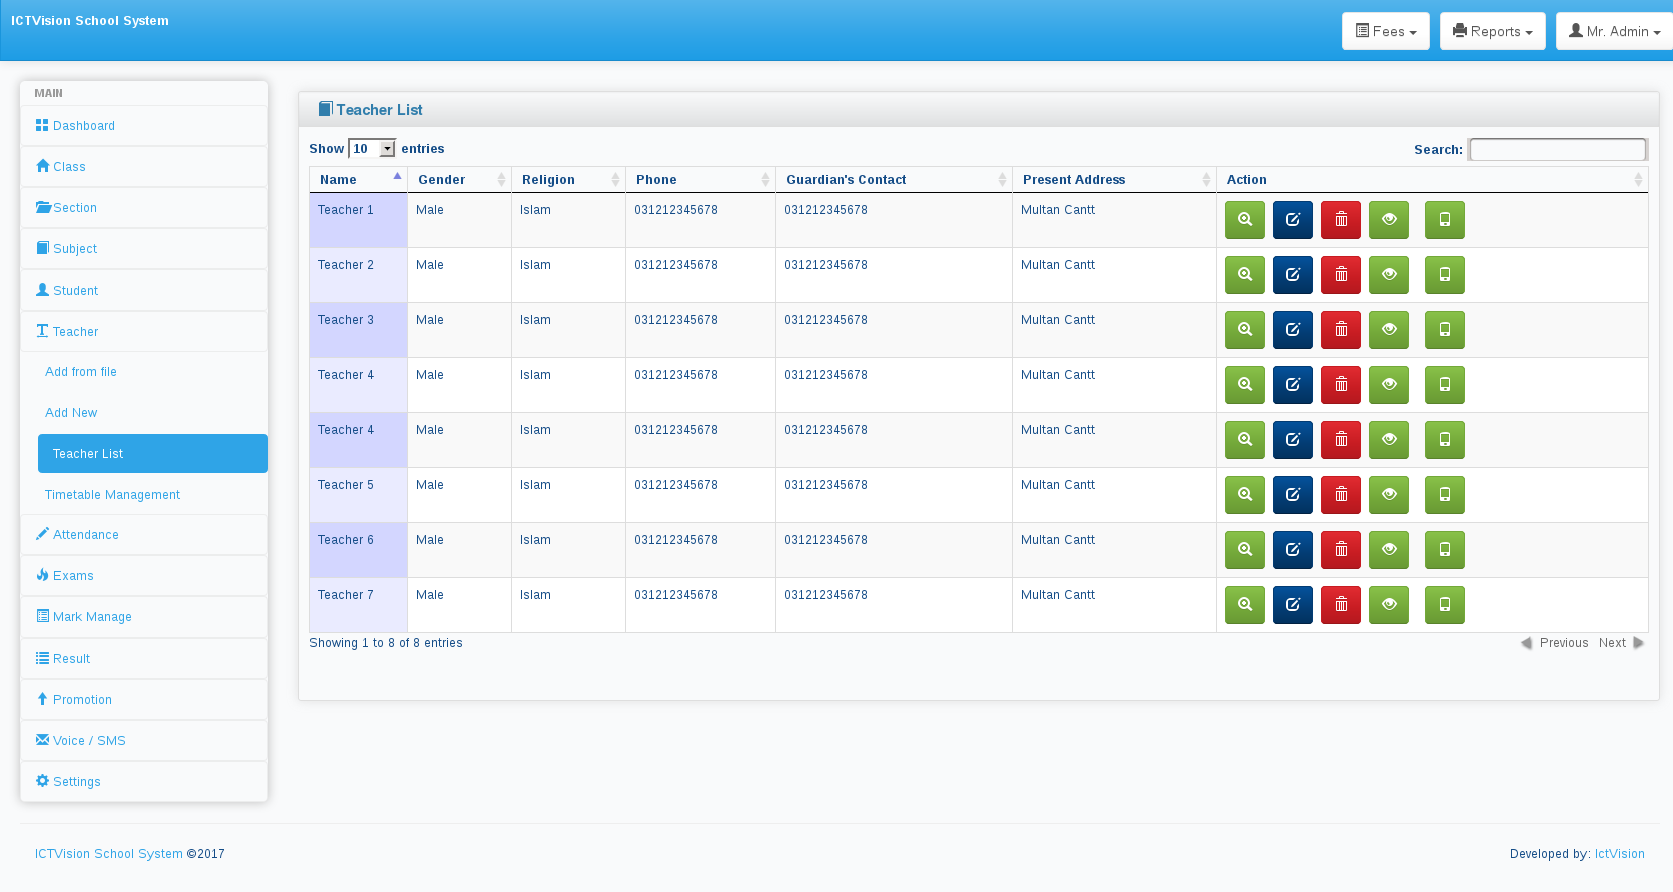 ICTVision School System
Fees
Reports
Mr. Admin
MAIN
Dashboard
Class
Section
Subject
Student
Teacher
Add from file
Add New
Teacher List
Timetable Management
Attendance
Exams
Mark Manage
Result
Promotion
Voice / SMS
Settings
Teacher List
Show 10 entries
Search:
Name Gender Religion Phone Guardian's Contact Present Address Action
Teacher 1 Male Islam 031212345678 031212345678 Multan Cantt
Teacher 2 Male Islam 031212345678 031212345678 Multan Cantt
Teacher 3 Male Islam 031212345678 031212345678 Multan Cantt
Teacher 4 Male Islam 031212345678 031212345678 Multan Cantt
Teacher 4 Male Islam 031212345678 031212345678 Multan Cantt
Teacher 5 Male Islam 031212345678 031212345678 Multan Cantt
Teacher 6 Male Islam 031212345678 031212345678 Multan Cantt
Teacher 7 Male Islam 031212345678 031212345678 Multan Cantt
Showing 1 to 8 of 8 entries
Previous Next
ICTVision School System ©2017
Developed by: IctVision